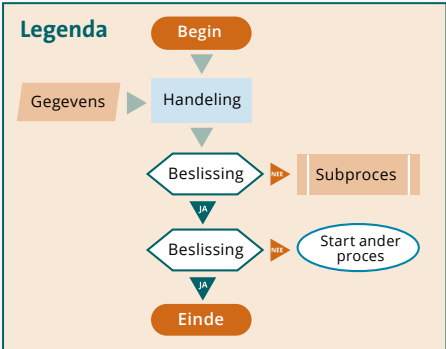 Legenda
Begin
Gegevens
Handeling
Beslissing
NEE
Subproces
JA
Beslissing
NEE
Start ander
proces
JA
Einde